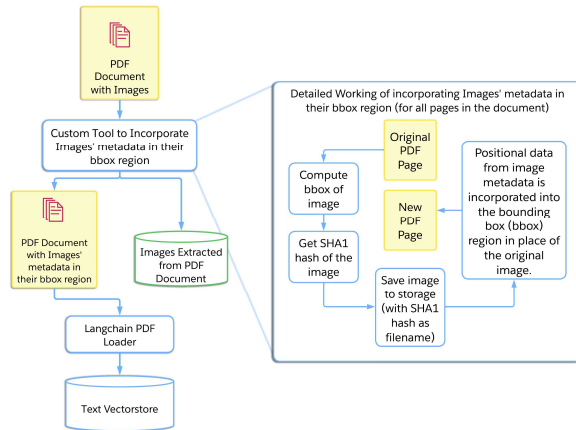 PDF
Document
with Images
Custom Tool to Incorporate
Images' metadata in their
bbox region
PDF Document
with Images'
metadata in
their bbox region
Images Extracted
from PDF
Document
Langchain PDF
Loader
Text Vectorstore
Detailed Working of incorporating Images' metadata in
their bbox region (for all pages in the document)
Original
PDF
Page
Compute
bbox of
image
Get SHA1
hash of the
image
Save image
to storage
(with SHA1
hash as
filename)
Positional data
from image
metadata is
incorporated into
the bounding
box (bbox)
region in place of
the original
image.
New
PDF
Page